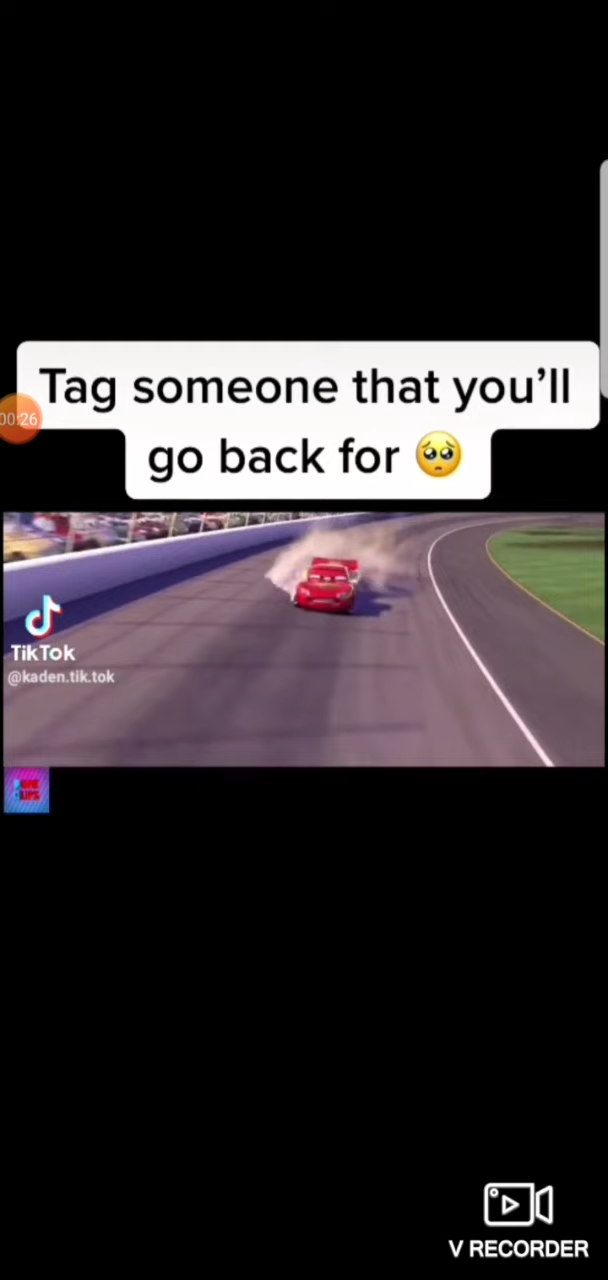 Tag someone that you’ll
go back for 🥺
00:26
TikTok
@kaden.tik.tok
V RECORDER